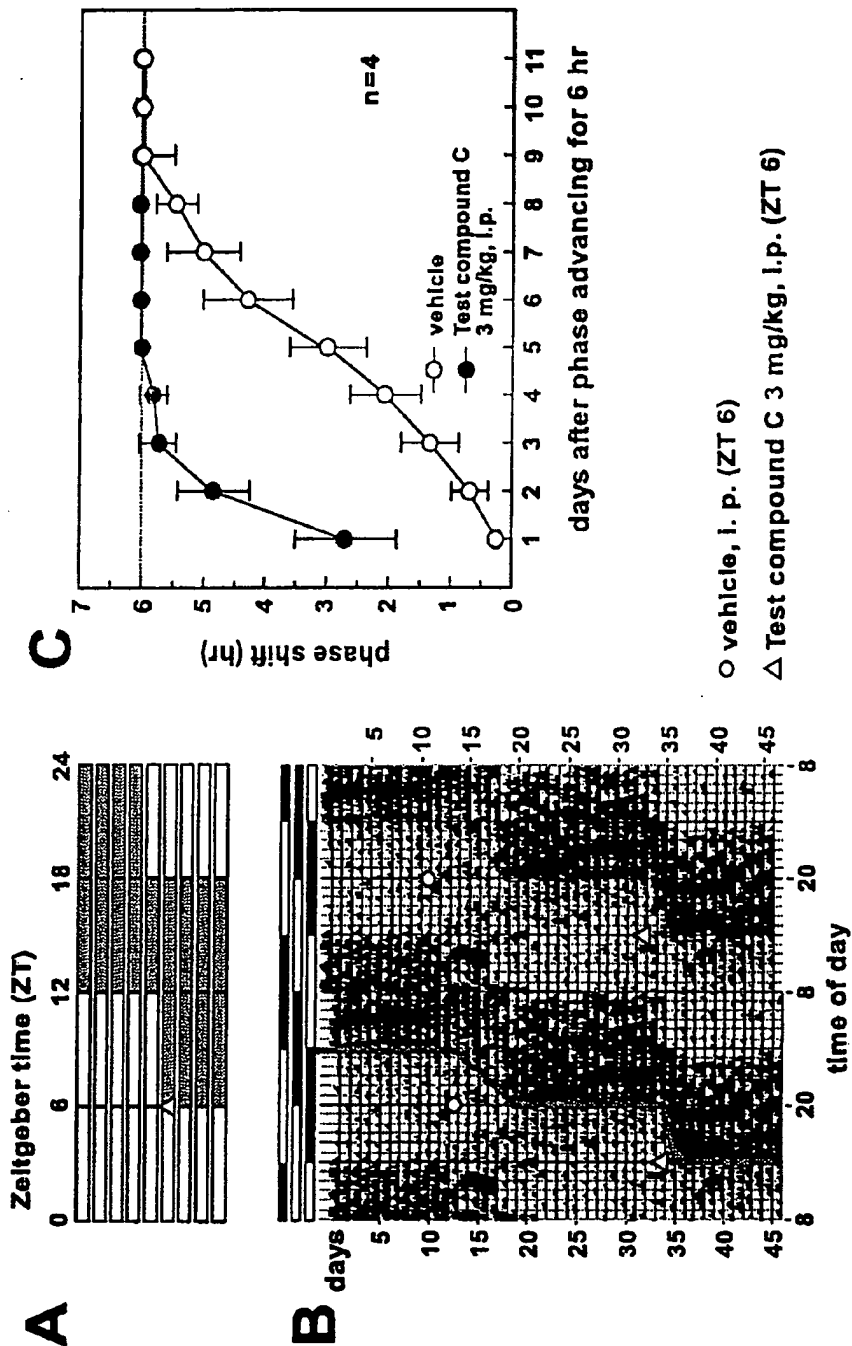 A
Zeitgeber time (ZT)
0 6 12 18 24
B
days
5 5
10 10
15 15
20 20
25 25
30 30
35 35
40 40
45 45
8 20 8 20 8
time of day
C
phase shift (hr)
7
6
5
4
3
2
1
0
n=4
vehicle
Test compound C
3 mg/kg, i.p.
1 2 3 4 5 6 7 8 9 10 11
days after phase advancing for 6 hr
○ vehicle, i. p. (ZT 6)
△ Test compound C 3 mg/kg, i.p. (ZT 6)